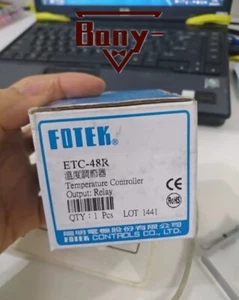 Bony-
FOTEK®
ETC-48R
溫度調節器
Temperature Controller
Output: Relay
QTY : 1 Pcs LOT 1441
CE
RoHS
陽明電機股份有限公司
FOTEK CONTROLS CO., LTD.